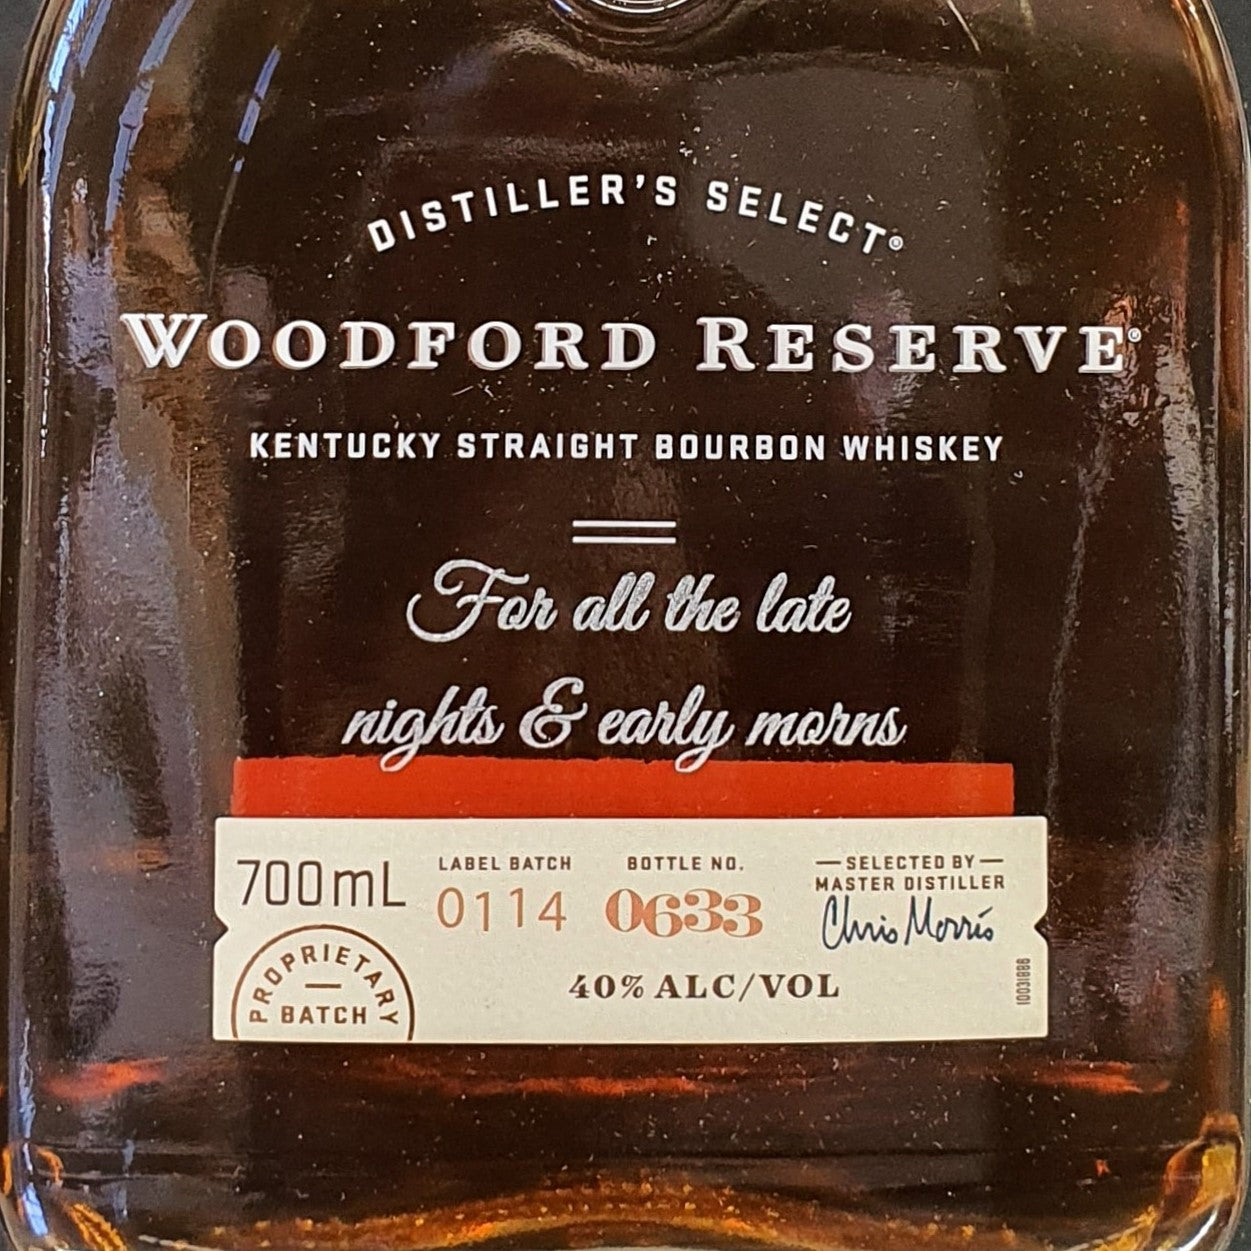 DISTILLER'S SELECT®
WOODFORD RESERVE®
KENTUCKY STRAIGHT BOURBON WHISKEY
For all the late
nights & early morns
700mL
LABEL BATCH
0114
BOTTLE NO.
0633
SELECTED BY
MASTER DISTILLER
Chris Morris
PROPRIETARY
BATCH
40% ALC/VOL
10031886